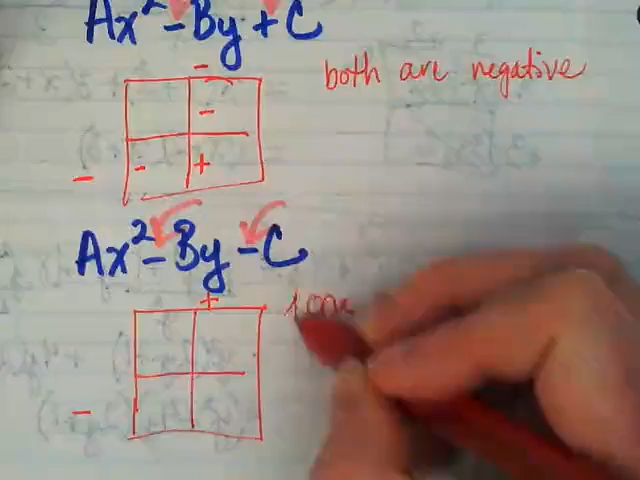 Ax² - By + C
-
both are negative
-
- - +
Ax² - By - C
+
-